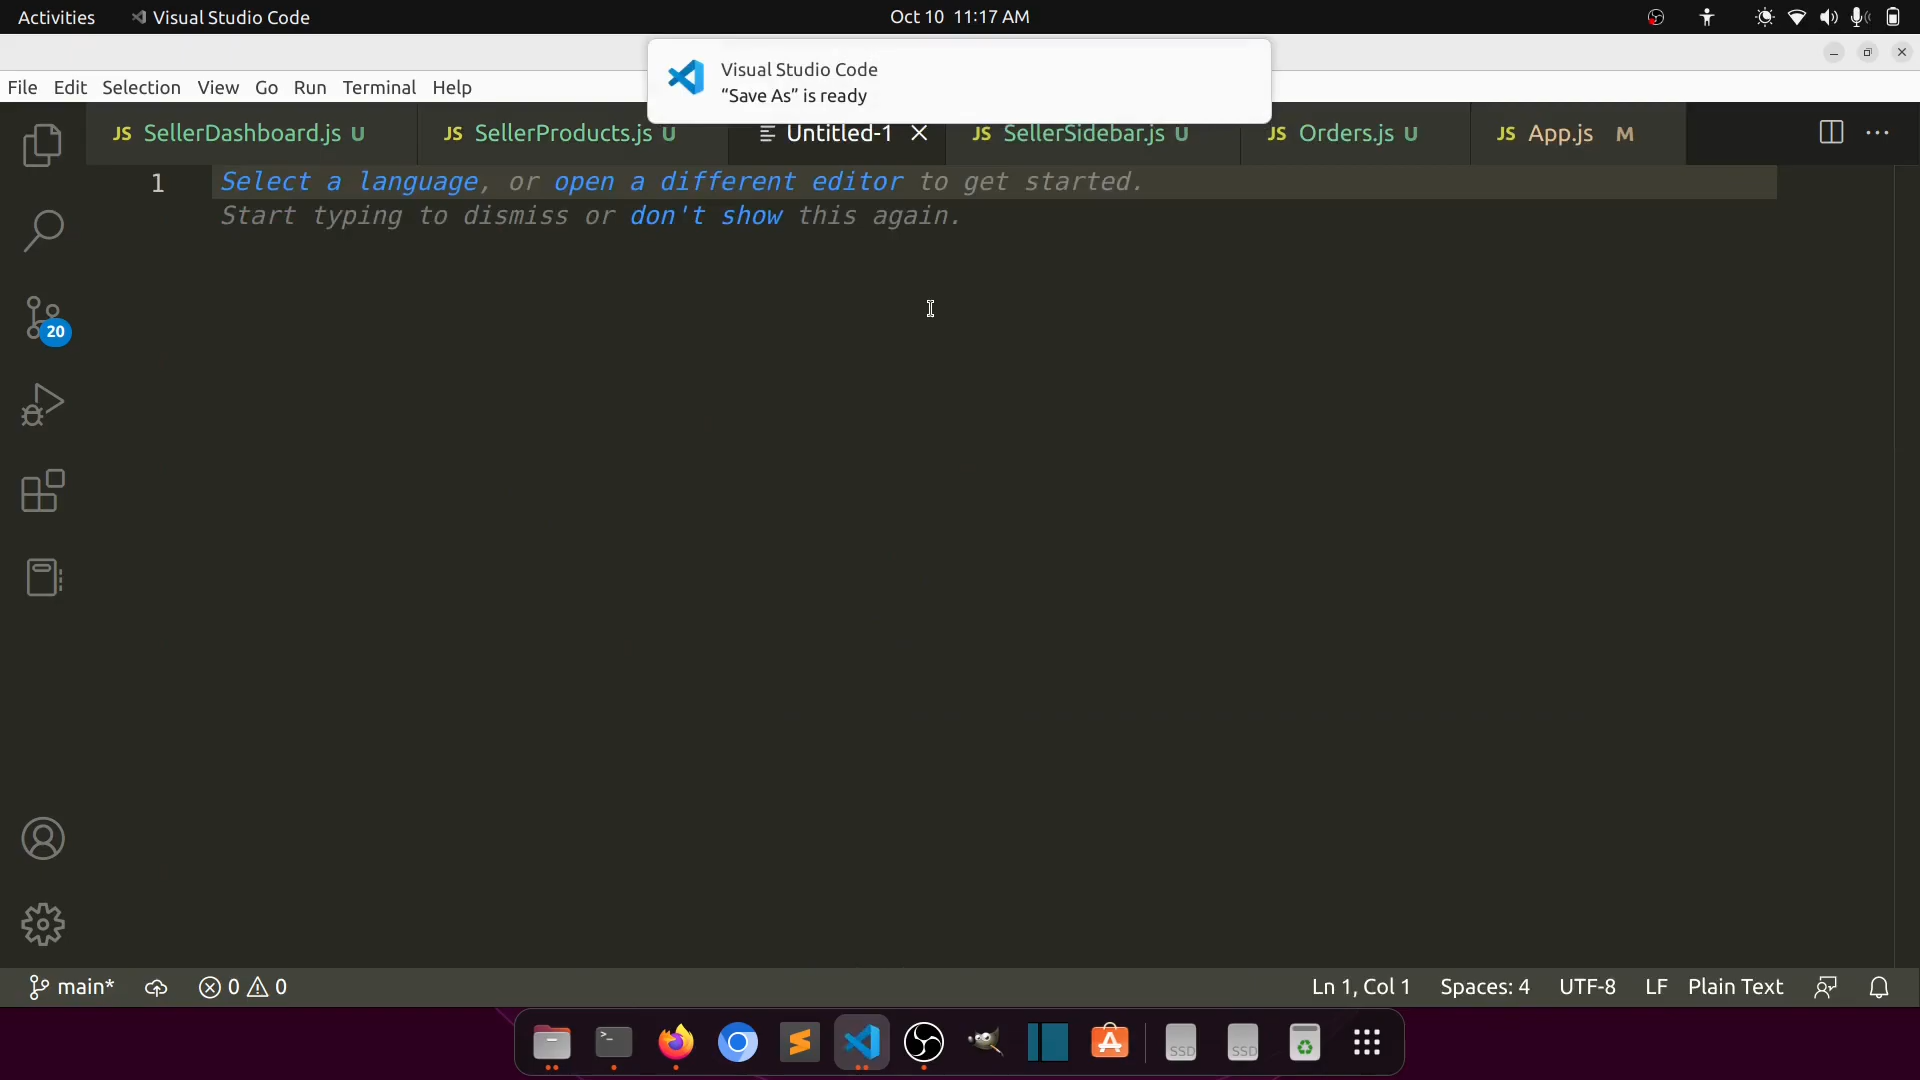 Activities Visual Studio Code Oct 10 11:17 AM
Visual Studio Code
“Save As” is ready
File Edit Selection View Go Run Terminal Help
JS SellerDashboard.js U JS SellerProducts.js U Untitled-1 JS SellerSidebar.js U JS Orders.js U JS App.js M
1 Select a language, or open a different editor to get started.
Start typing to dismiss or don't show this again.
20
main* 0 0 Ln 1, Col 1 Spaces: 4 UTF-8 LF Plain Text
SSD SSD